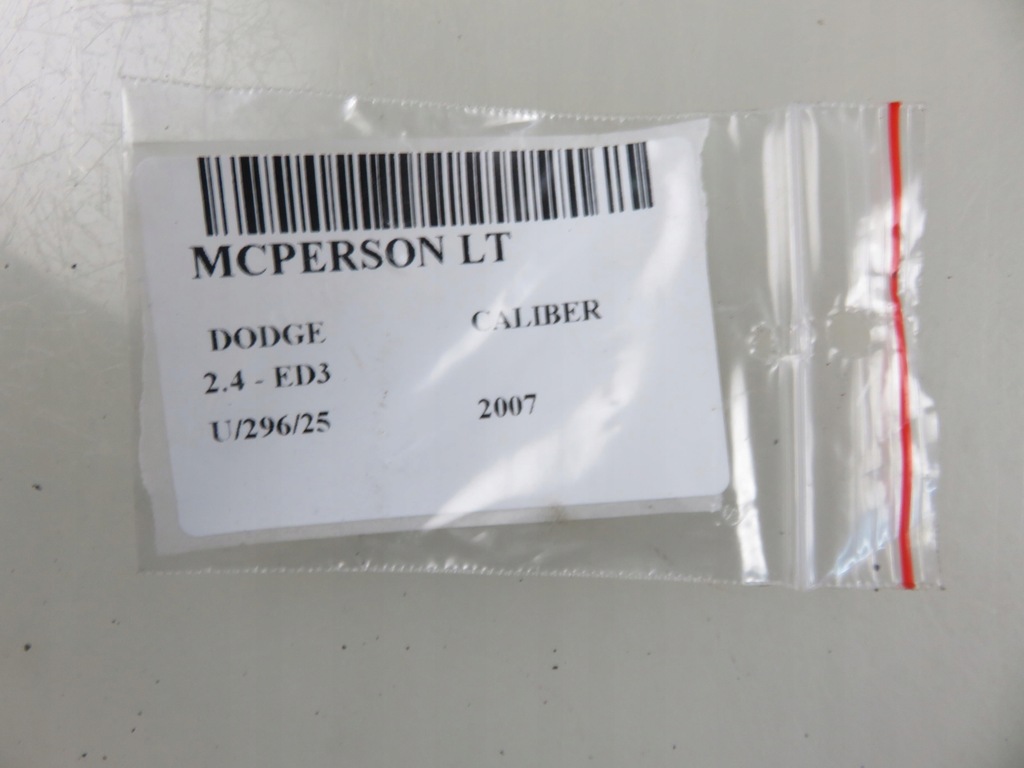 MCPERSON LT
DODGE CALIBER
2.4 - ED3
U/296/25 2007